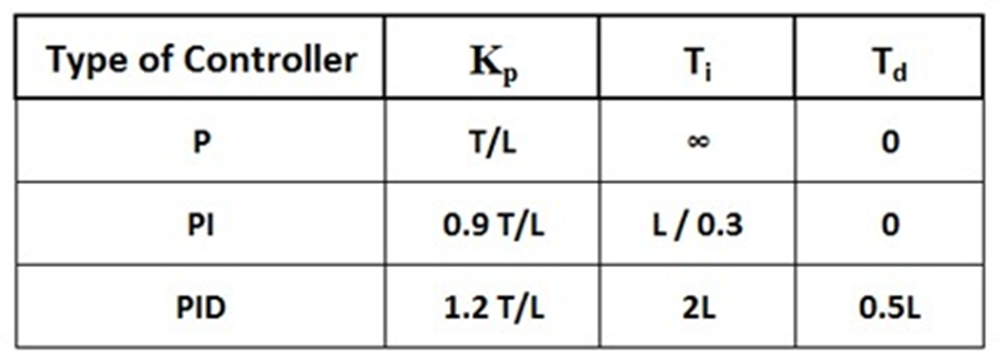 Type of Controller Kp Ti Td
P T/L ∞ 0
PI 0.9 T/L L / 0.3 0
PID 1.2 T/L 2L 0.5L